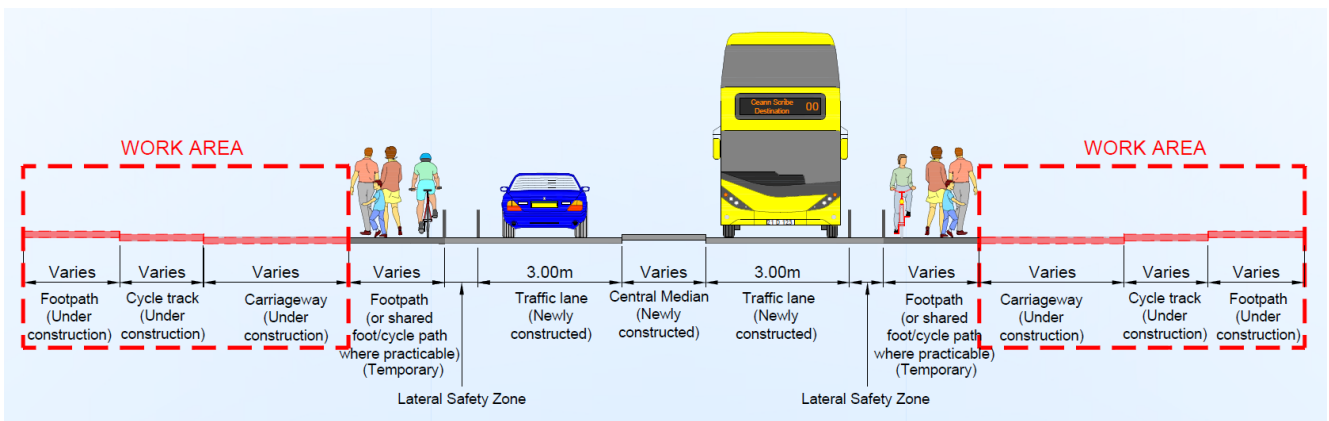 WORK AREA
WORK AREA
Ceann Scríbe
Destination
00
Varies
Varies
Varies
Varies
3.00m
Varies
3.00m
Varies
Varies
Varies
Varies
Footpath
(Under
construction)
Cycle track
(Under
construction)
Carriageway
(Under
construction)
Footpath
(or shared
foot/cycle path
where practicable)
(Temporary)
Traffic lane
(Newly
constructed)
Central Median
(Newly
constructed)
Traffic lane
(Newly
constructed)
Footpath
(or shared
foot/cycle path
where practicable)
(Temporary)
Carriageway
(Under
construction)
Cycle track
(Under
construction)
Footpath
(Under
construction)
Lateral Safety Zone
Lateral Safety Zone